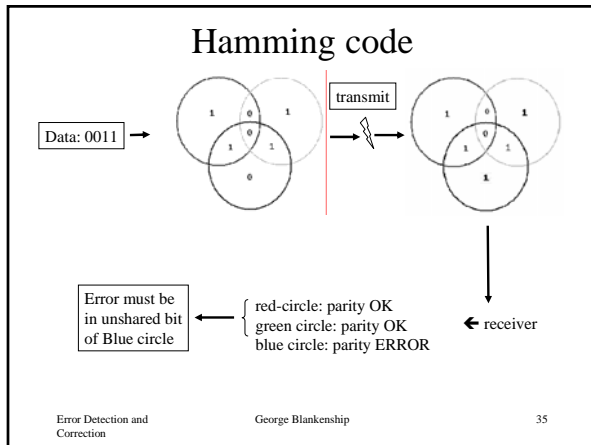 Hamming code
Data: 0011
1 0 1
0
1 1
0
transmit
1 0 1
0
1 1
1
Error must be
in unshared bit
of Blue circle
red-circle: parity OK
green circle: parity OK
blue circle: parity ERROR
← receiver
Error Detection and
Correction
George Blankenship
35